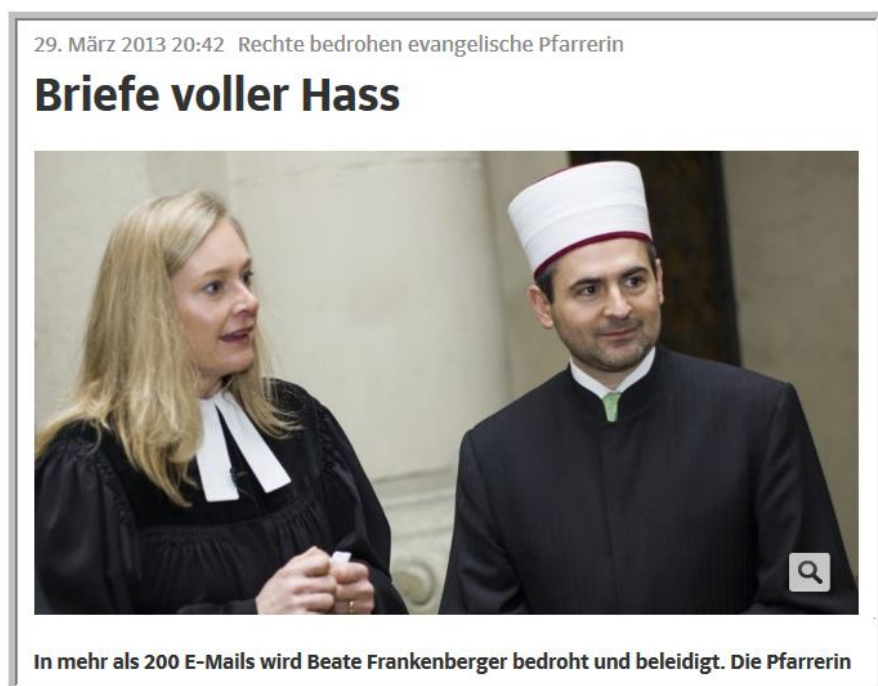 29. März 2013 20:42 Rechte bedrohen evangelische Pfarrerin
Briefe voller Hass
In mehr als 200 E-Mails wird Beate Frankenberger bedroht und beleidigt. Die Pfarrerin